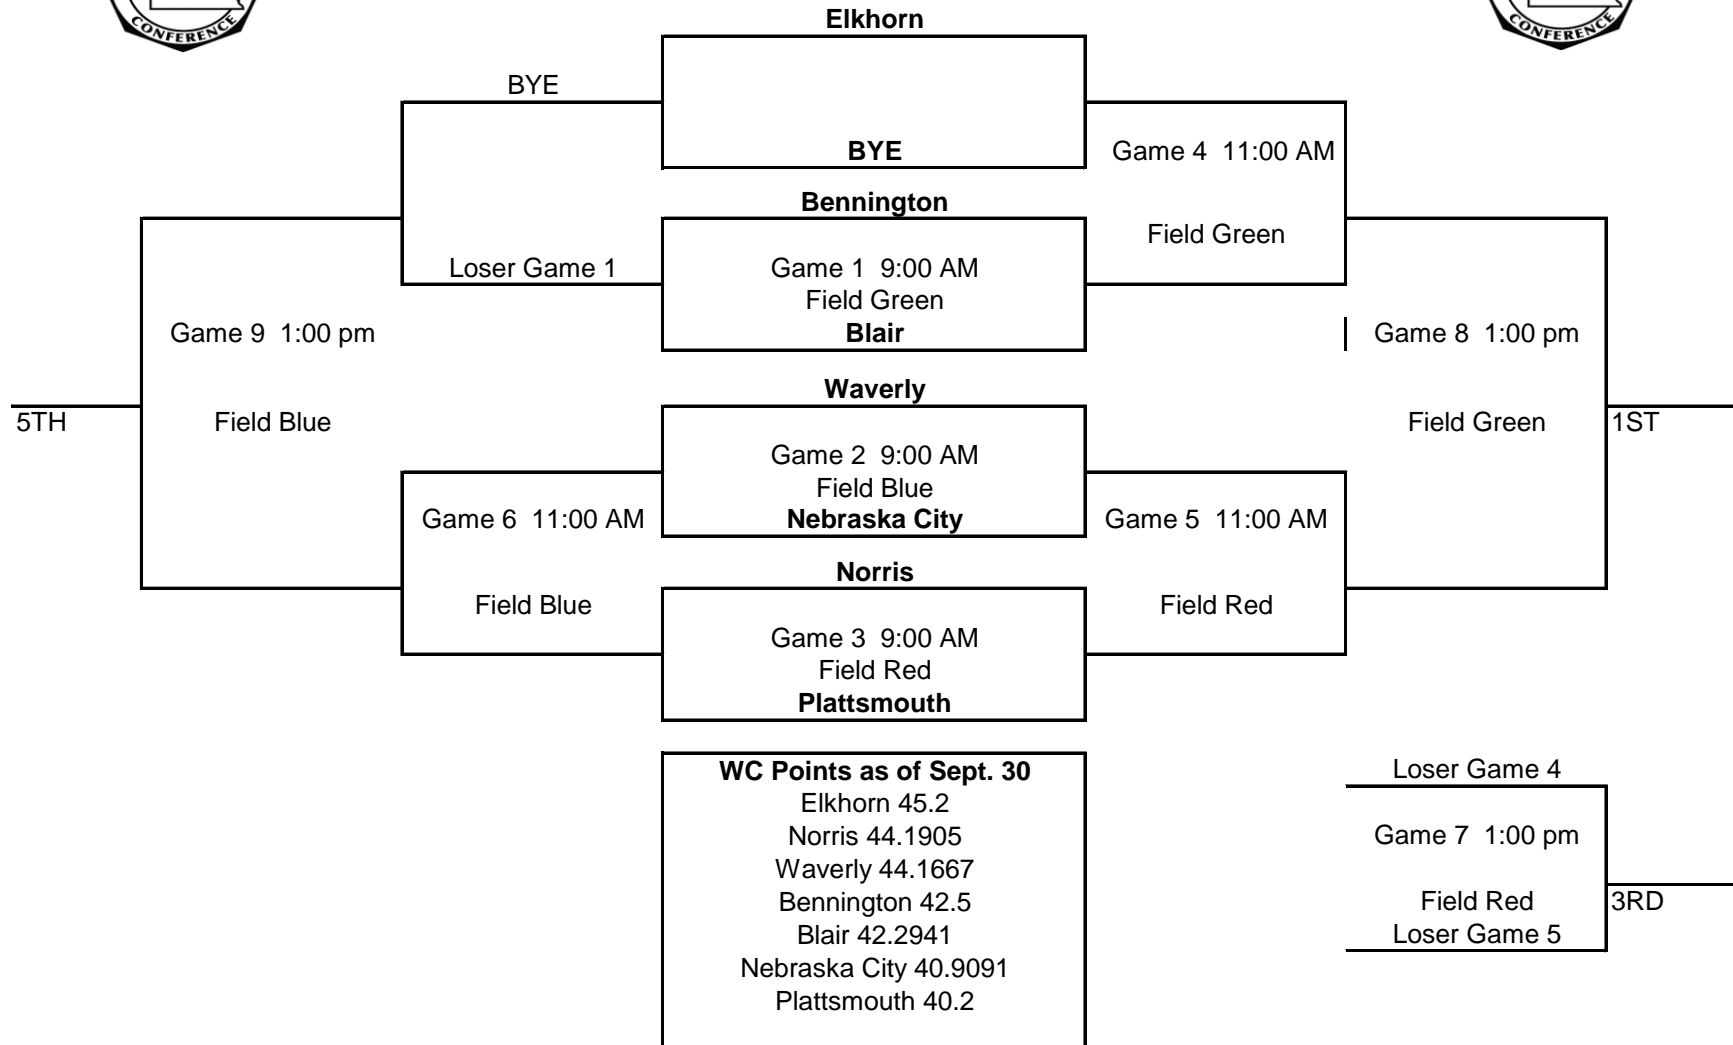 CONFERENCE
CONFERENCE
Elkhorn
BYE
BYE
Game 4 11:00 AM
Bennington
Field Green
Loser Game 1
Game 1 9:00 AM
Field Green
Blair
Game 9 1:00 pm
Game 8 1:00 pm
Waverly
5TH
Field Blue
Field Green
1ST
Game 2 9:00 AM
Field Blue
Nebraska City
Game 6 11:00 AM
Game 5 11:00 AM
Norris
Field Blue
Field Red
Game 3 9:00 AM
Field Red
Plattsmouth
WC Points as of Sept. 30
Elkhorn 45.2
Norris 44.1905
Waverly 44.1667
Bennington 42.5
Blair 42.2941
Nebraska City 40.9091
Plattsmouth 40.2
Loser Game 4
Game 7 1:00 pm
Field Red
3RD
Loser Game 5